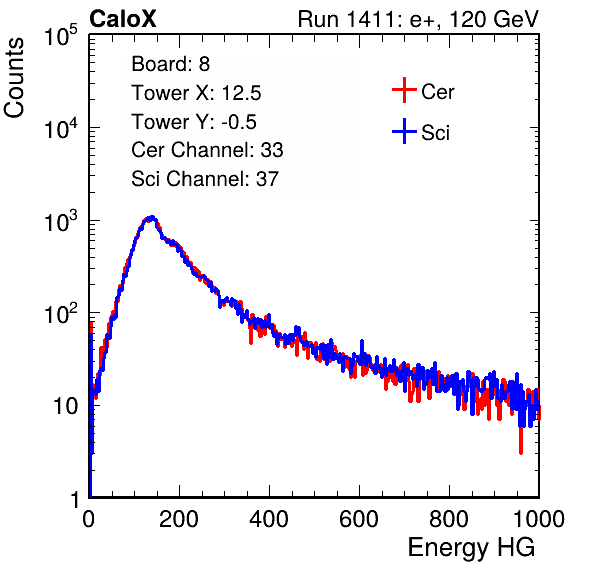 CaloX Run 1411: e+, 120 GeV
Counts
Board: 8
Tower X: 12.5
Tower Y: -0.5
Cer Channel: 33
Sci Channel: 37
Cer
Sci
10^5
10^4
10^3
10^2
10
1
0 200 400 600 800 1000
Energy HG